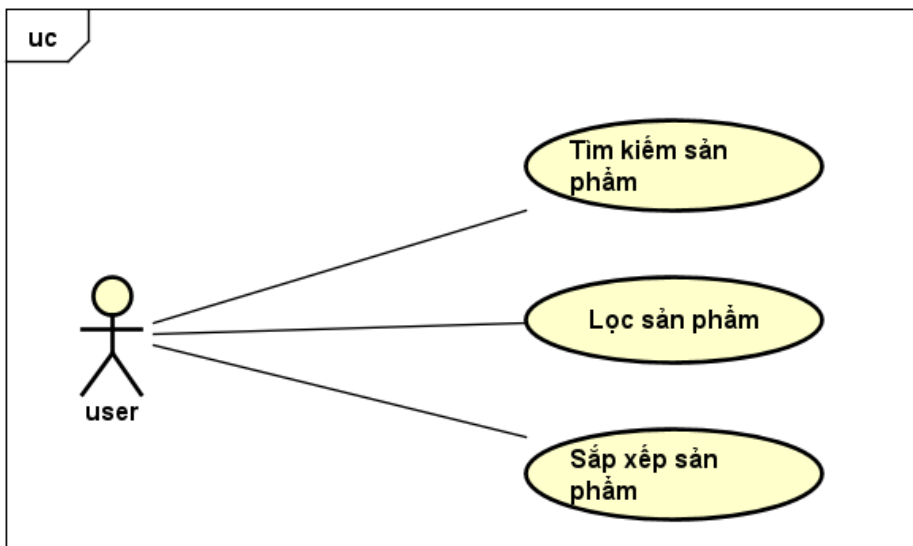 uc
Tìm kiếm sản
phẩm
Lọc sản phẩm
user
Sắp xếp sản
phẩm